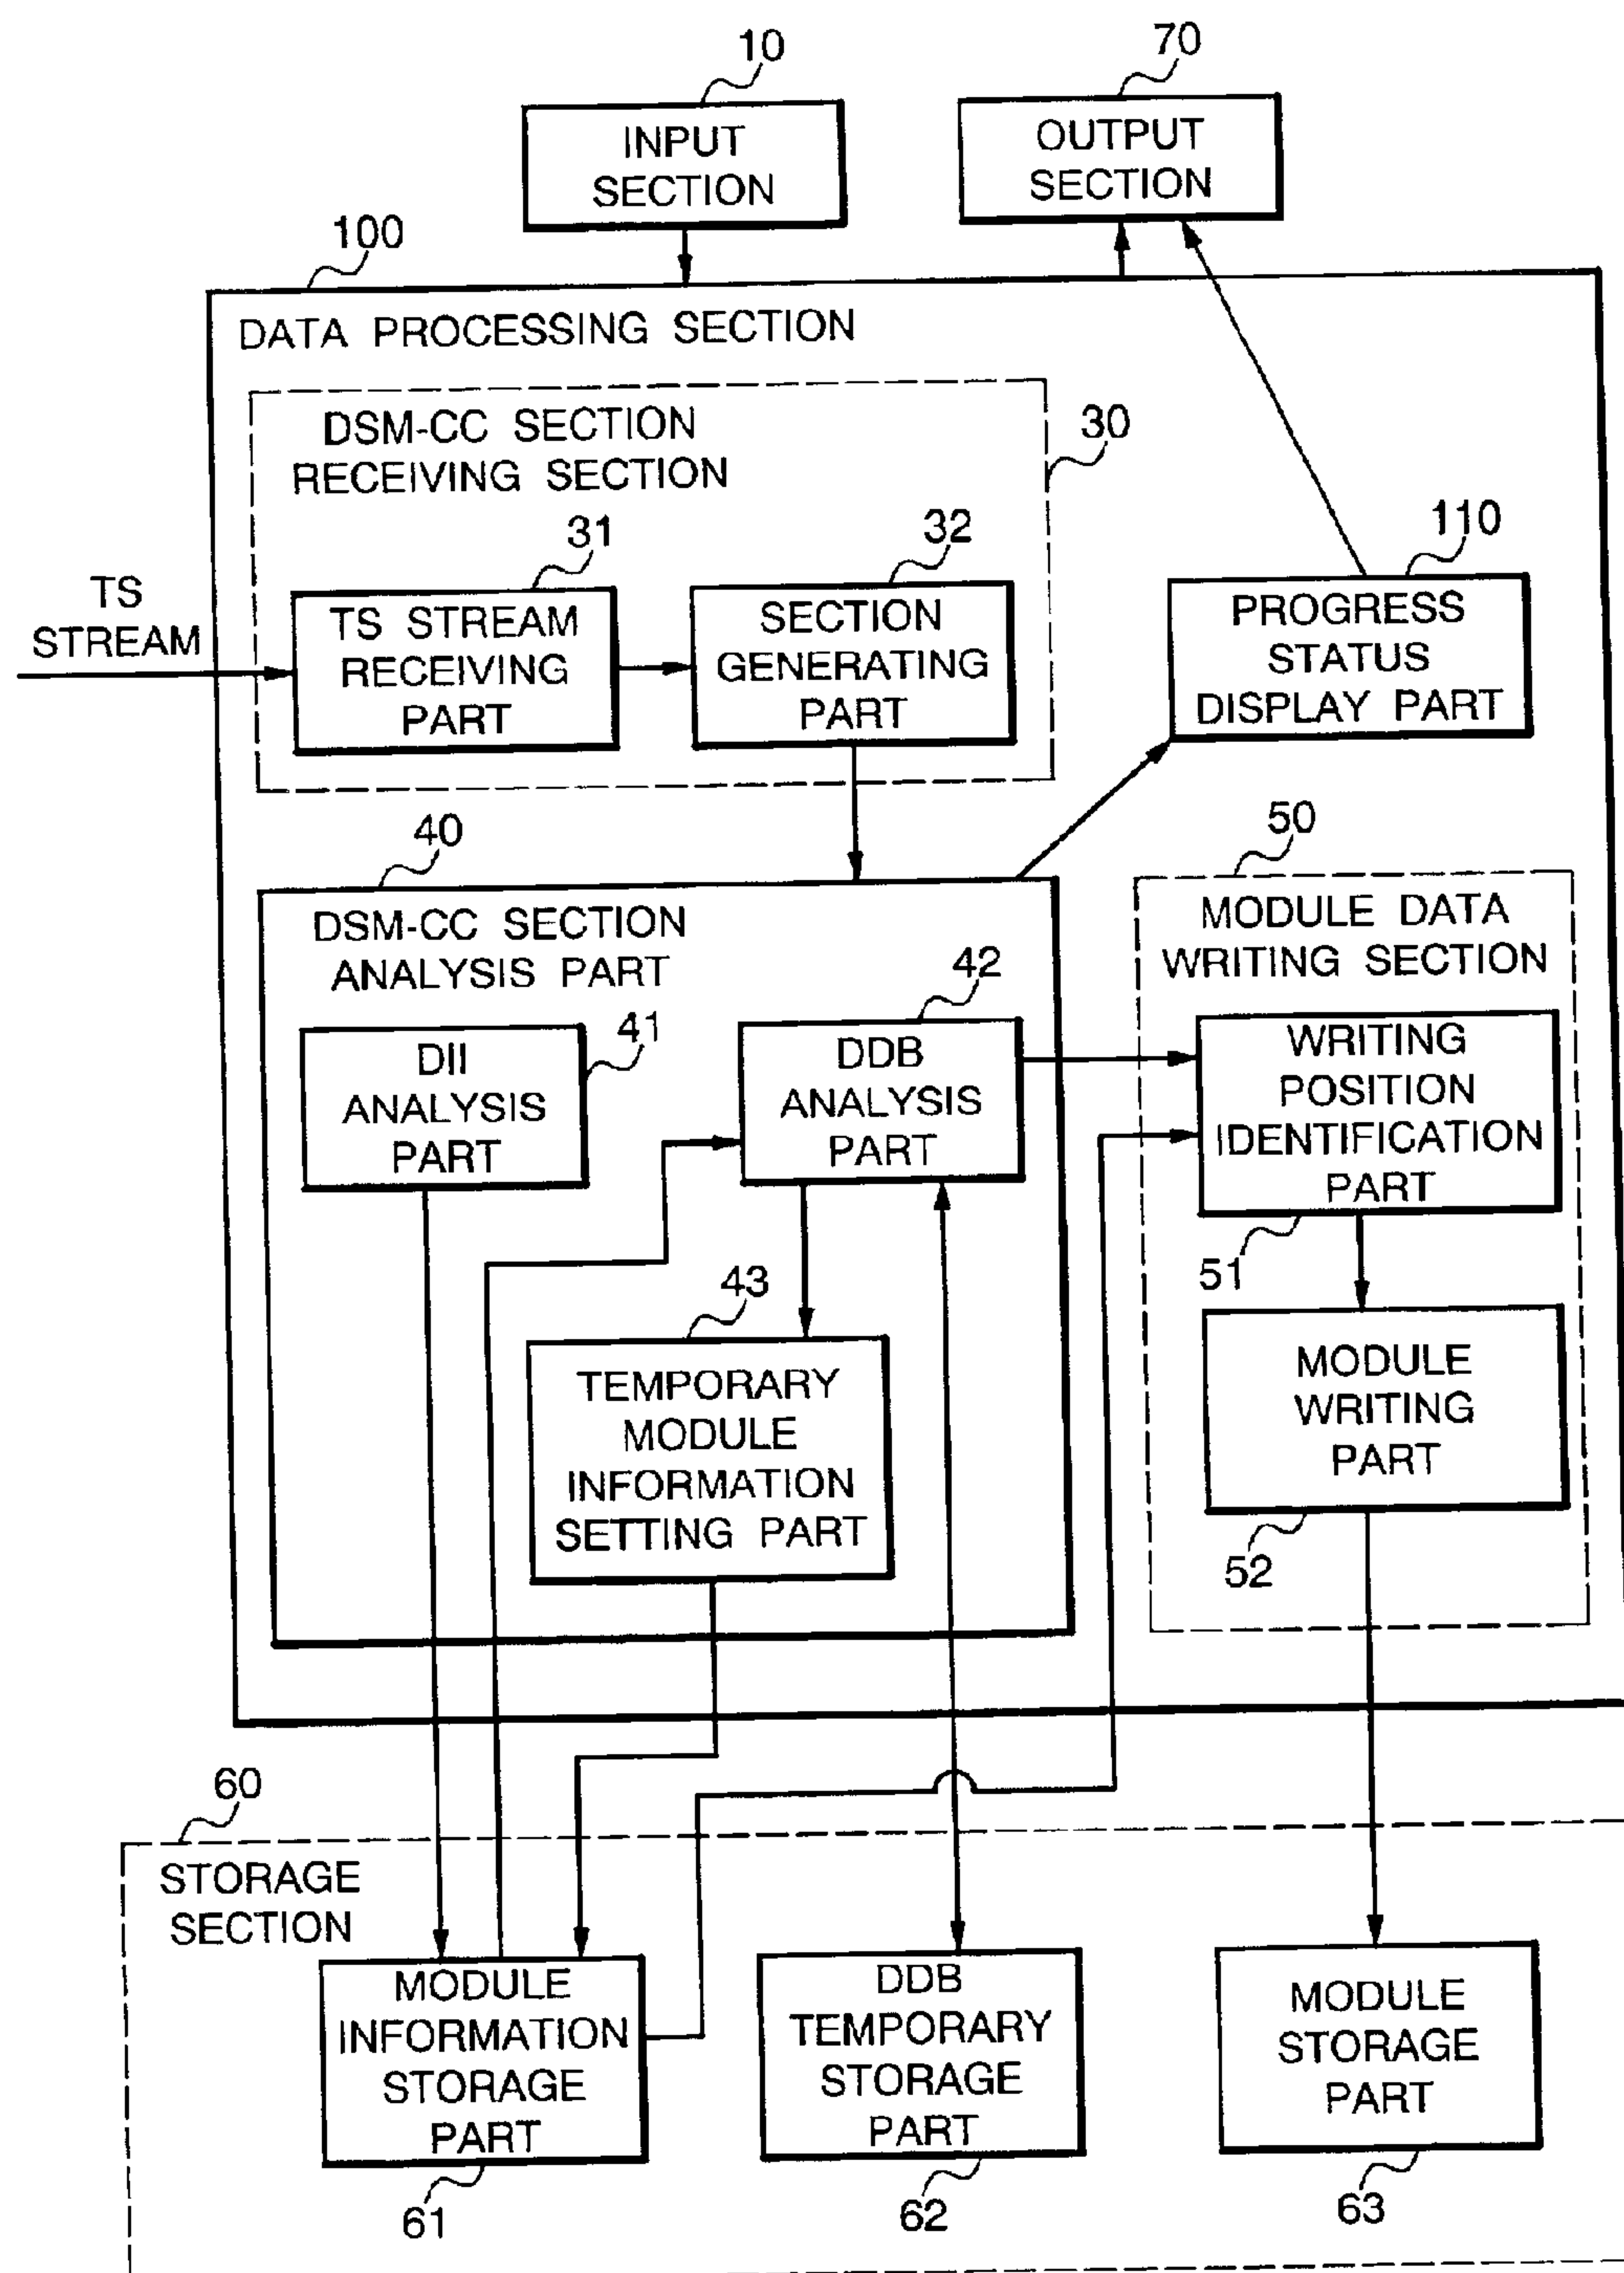 10
INPUT
SECTION
70
OUTPUT
SECTION
100
DATA PROCESSING SECTION
DSM-CC SECTION
RECEIVING SECTION
30
TS
STREAM
31
TS STREAM
RECEIVING
PART
32
SECTION
GENERATING
PART
110
PROGRESS
STATUS
DISPLAY PART
40
DSM-CC SECTION
ANALYSIS PART
41
DII
ANALYSIS
PART
42
DDB
ANALYSIS
PART
43
TEMPORARY
MODULE
INFORMATION
SETTING PART
50
MODULE DATA
WRITING SECTION
WRITING
POSITION
IDENTIFICATION
PART
51
MODULE
WRITING
PART
52
60
STORAGE
SECTION
MODULE
INFORMATION
STORAGE
PART
61
DDB
TEMPORARY
STORAGE
PART
62
MODULE
STORAGE
PART
63